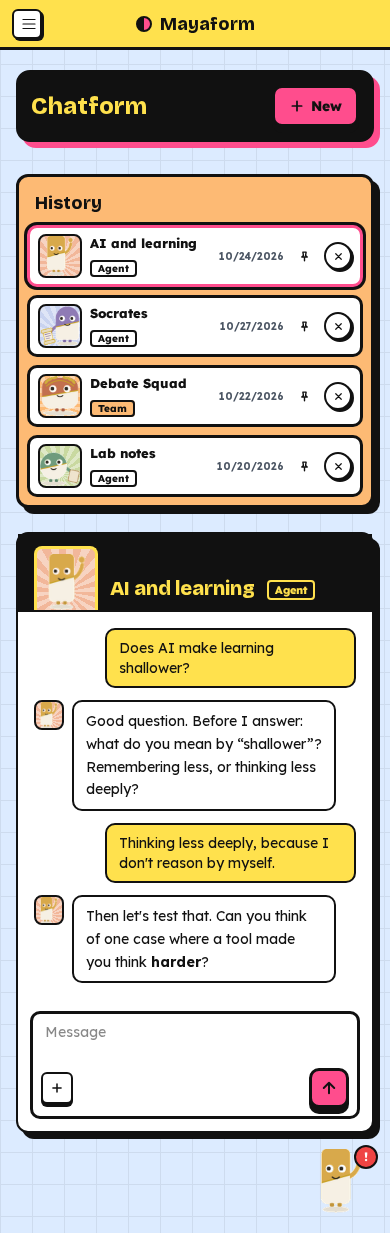 Mayaform
Chatform
+ New
History
AI and learning
Agent
10/24/2026
Socrates
Agent
10/27/2026
Debate Squad
Team
10/22/2026
Lab notes
Agent
10/20/2026
AI and learning
Agent
Does AI make learning
shallower?
Good question. Before I answer:
what do you mean by “shallower”?
Remembering less, or thinking less
deeply?
Thinking less deeply, because I
don't reason by myself.
Then let's test that. Can you think
of one case where a tool made
you think harder?
Message
!